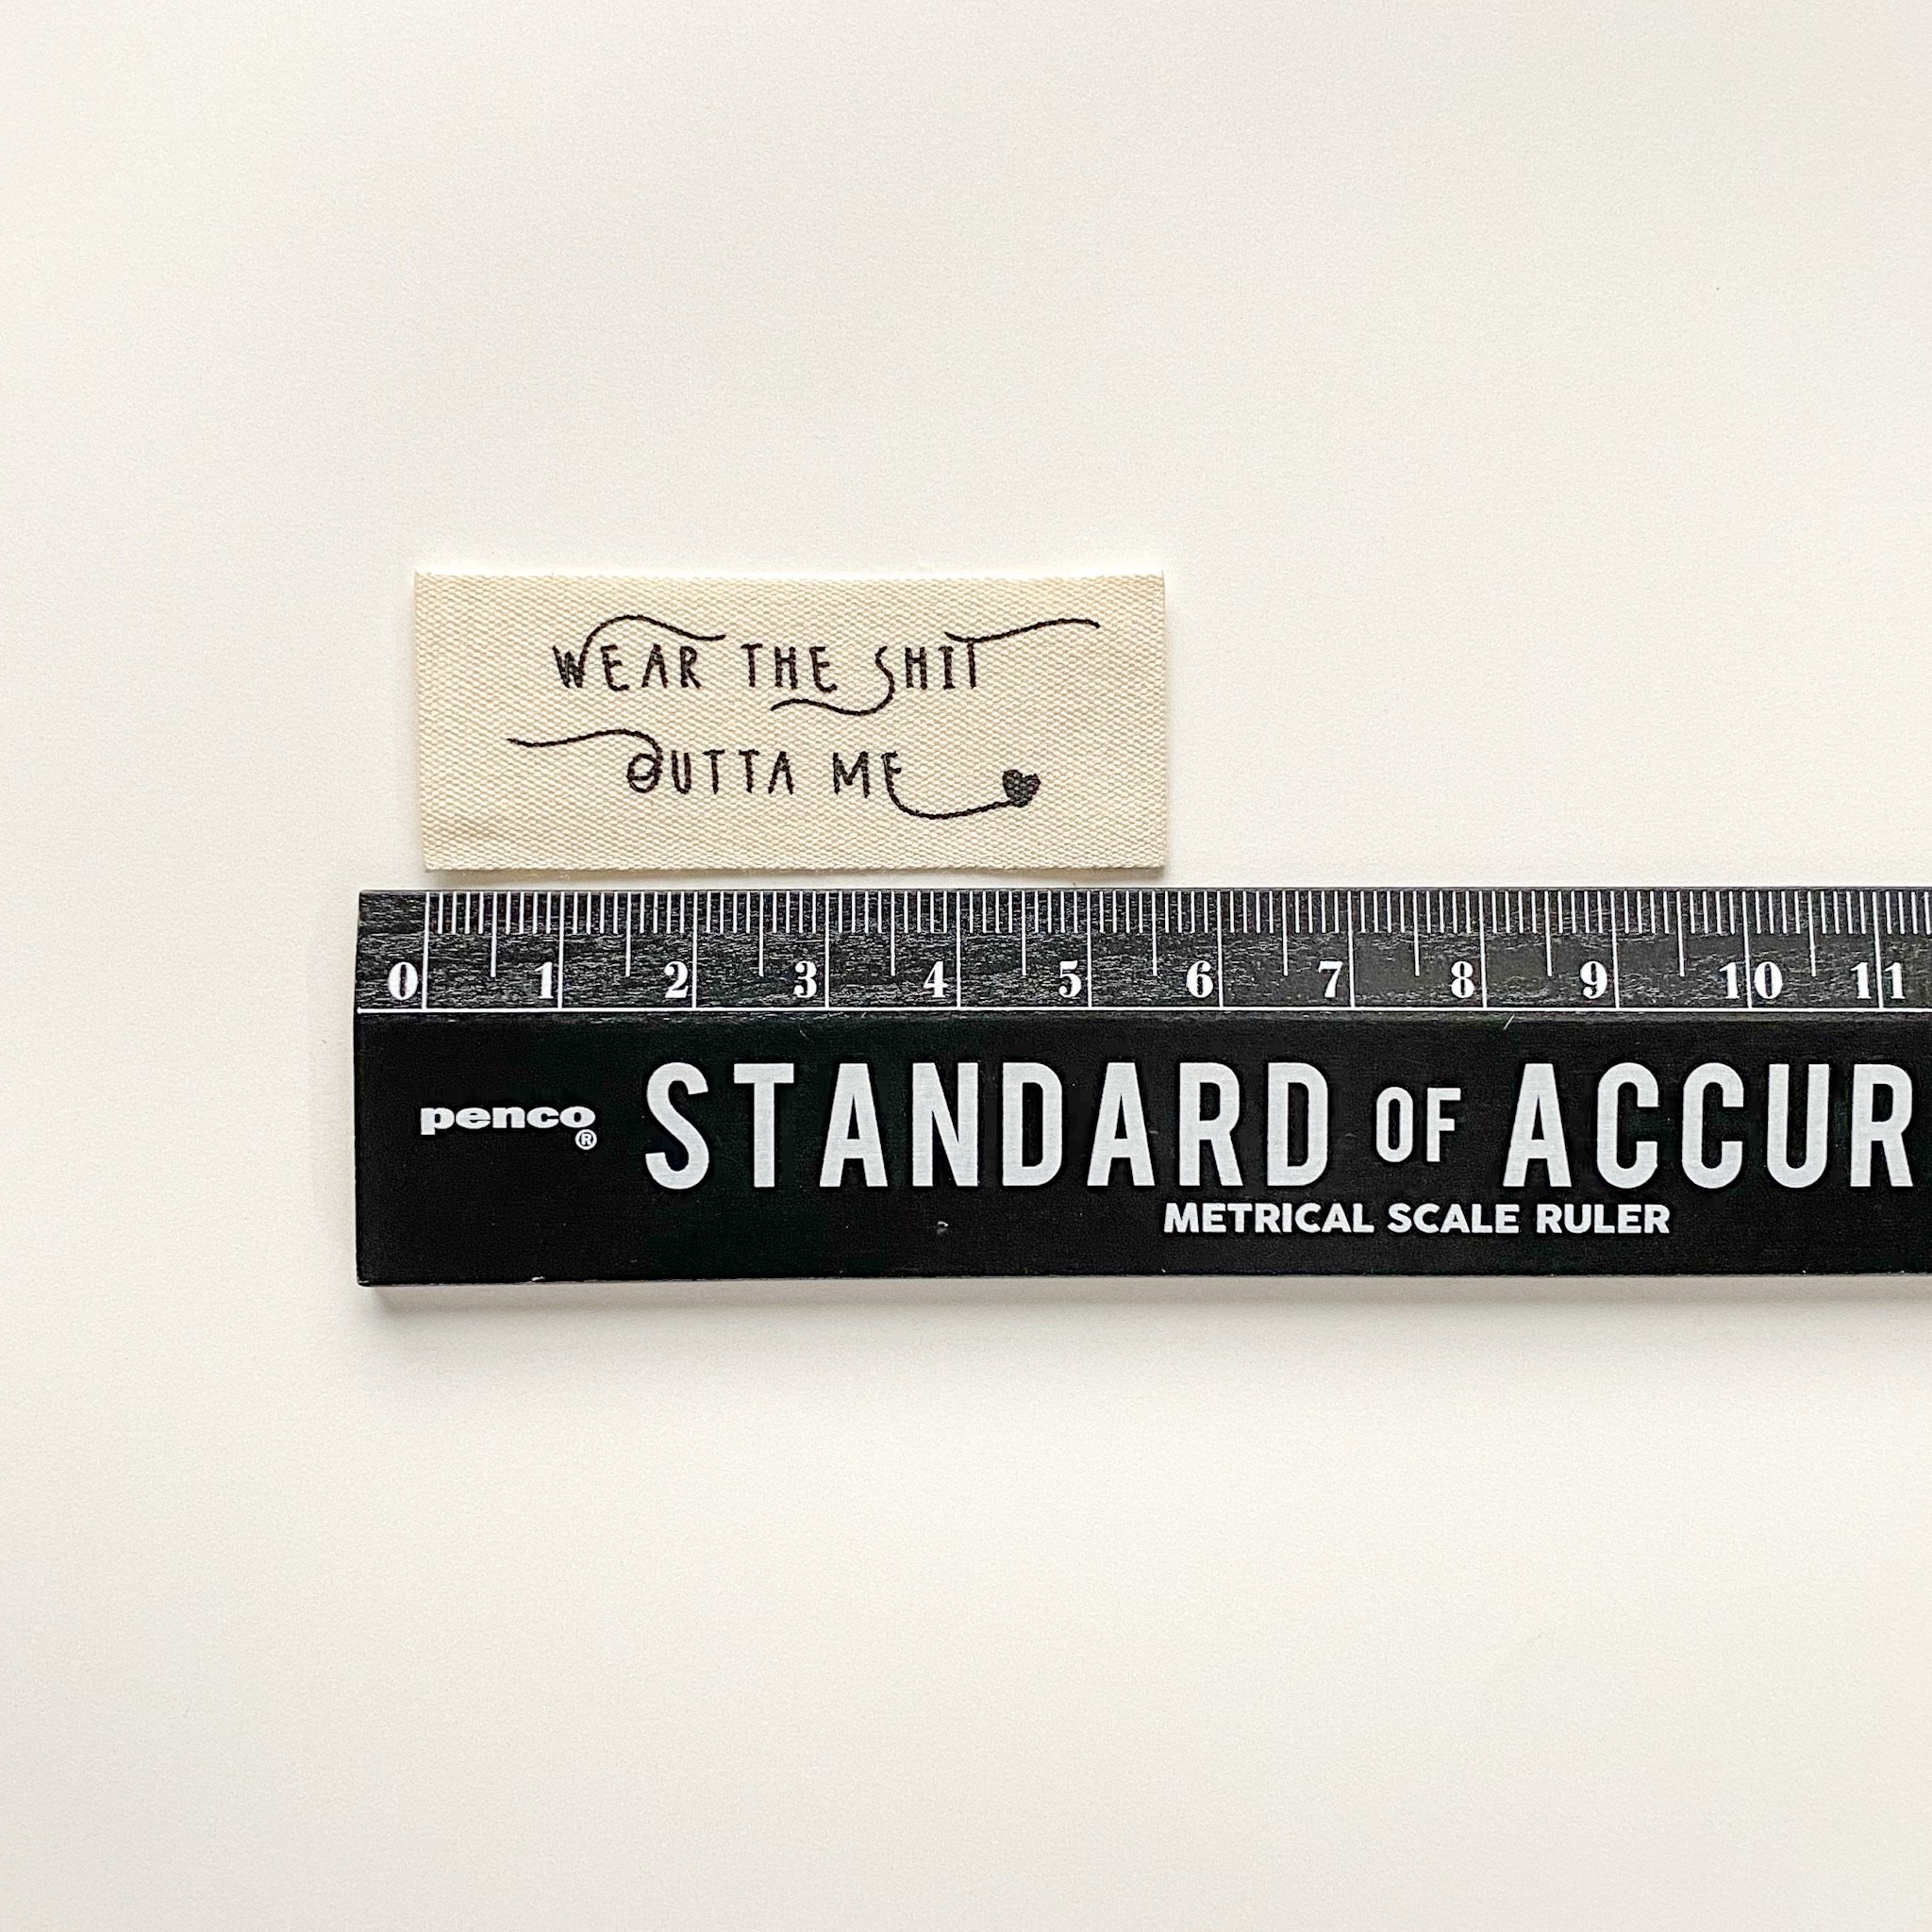 WEAR THE SHIT
OUTTA ME
0 1 2 3 4 5 6 7 8 9 10 11
penco®
STANDARD OF ACCUR
METRICAL SCALE RULER